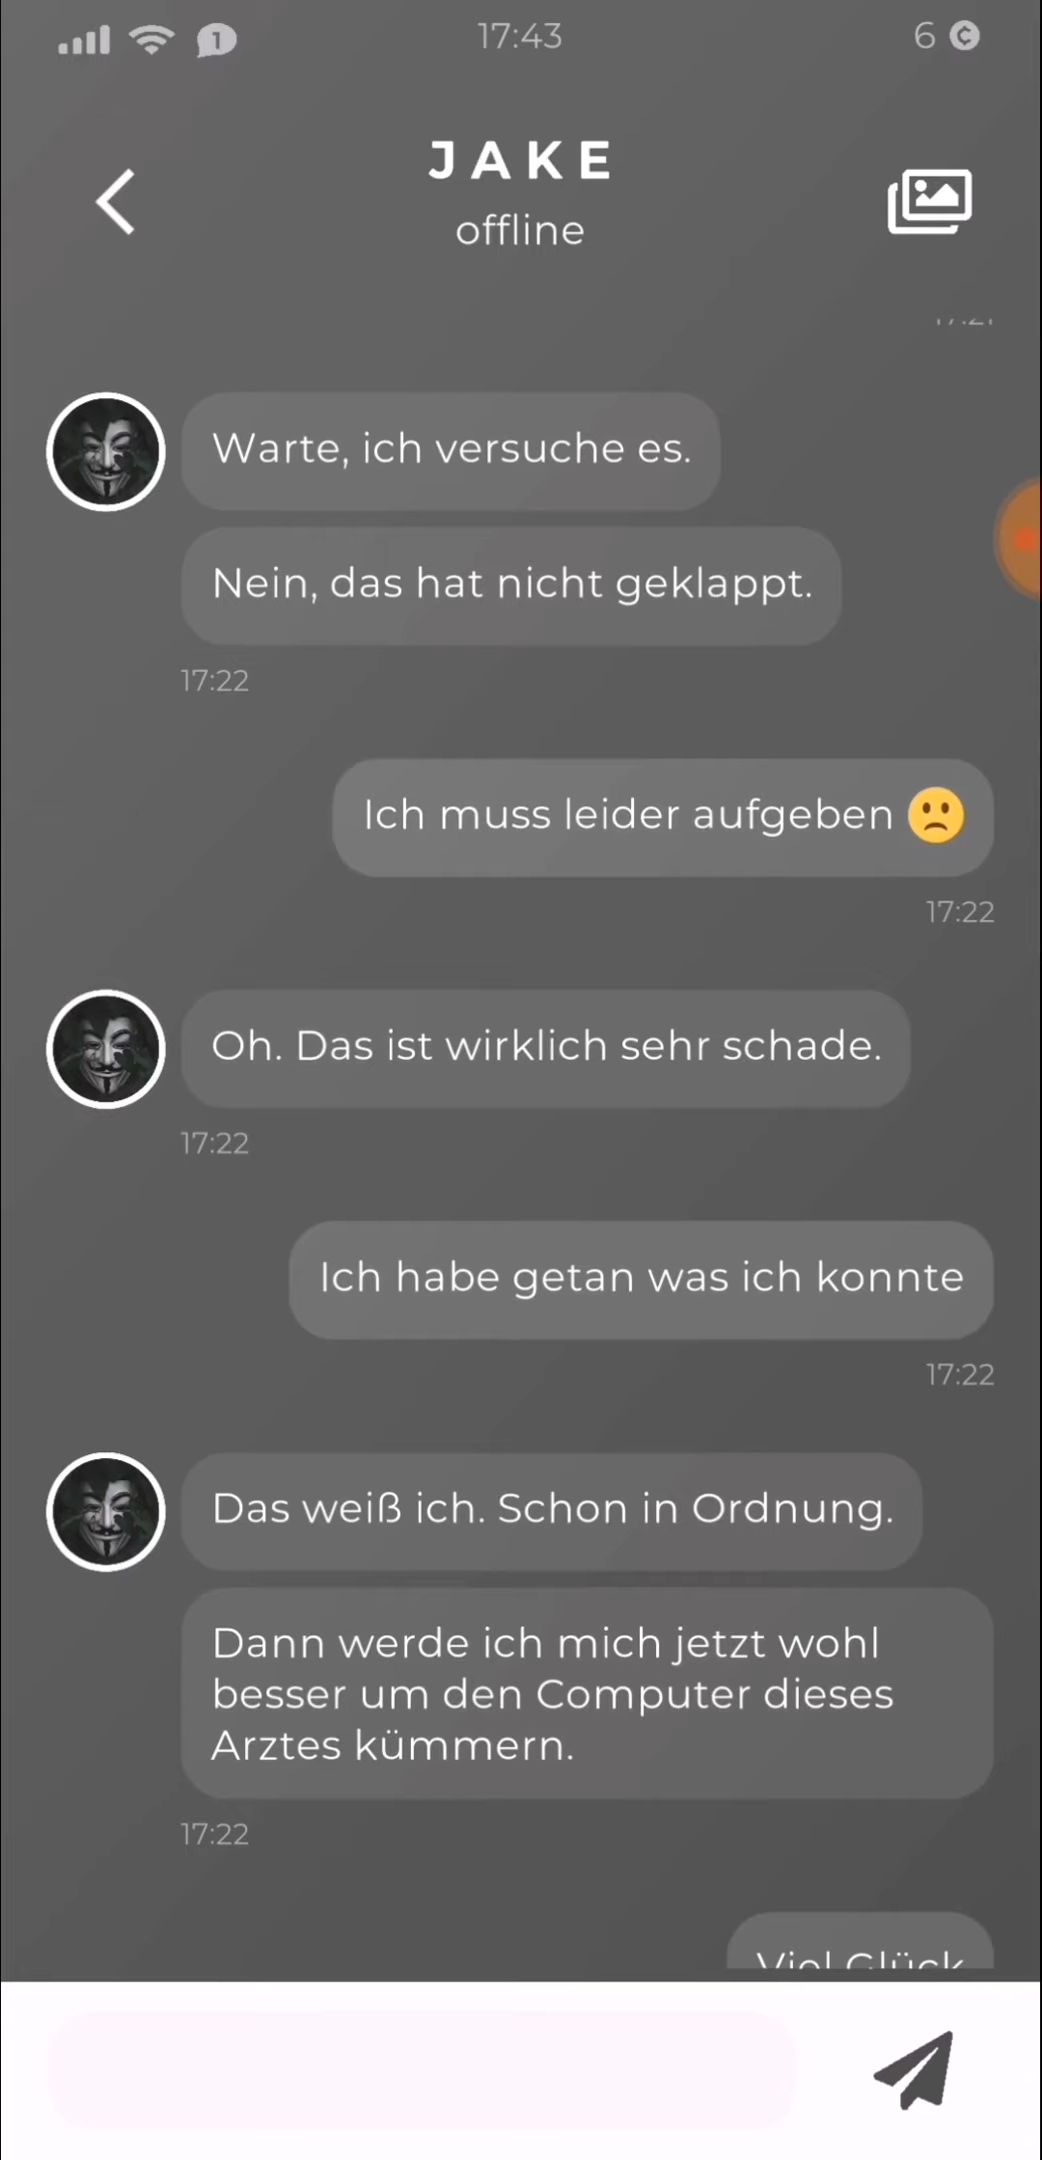 1
17:43
6
JAKE
offline
Warte, ich versuche es.
Nein, das hat nicht geklappt.
17:22
Ich muss leider aufgeben 🙁
17:22
Oh. Das ist wirklich sehr schade.
17:22
Ich habe getan was ich konnte
17:22
Das weiß ich. Schon in Ordnung.
Dann werde ich mich jetzt wohl
besser um den Computer dieses
Arztes kümmern.
17:22
Viel Glück